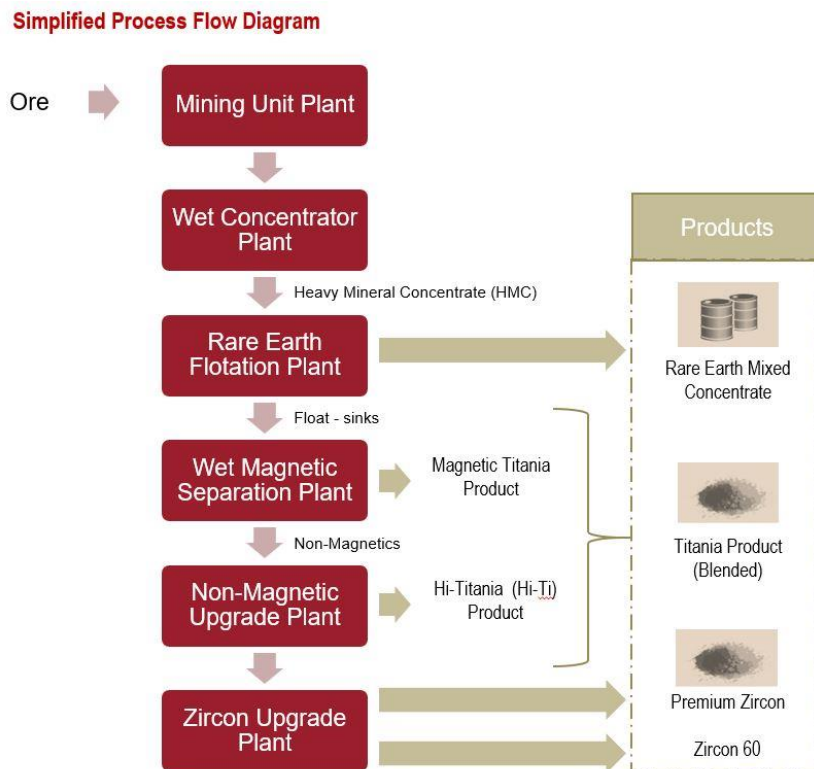 Simplified Process Flow Diagram
Ore
Mining Unit Plant
Wet Concentrator
Plant
Heavy Mineral Concentrate (HMC)
Rare Earth
Flotation Plant
Float - sinks
Wet Magnetic
Separation Plant
Magnetic Titania
Product
Non-Magnetics
Non-Magnetic
Upgrade Plant
Hi-Titania (Hi-Ti)
Product
Zircon Upgrade
Plant
Products
Rare Earth Mixed
Concentrate
Titania Product
(Blended)
Premium Zircon
Zircon 60